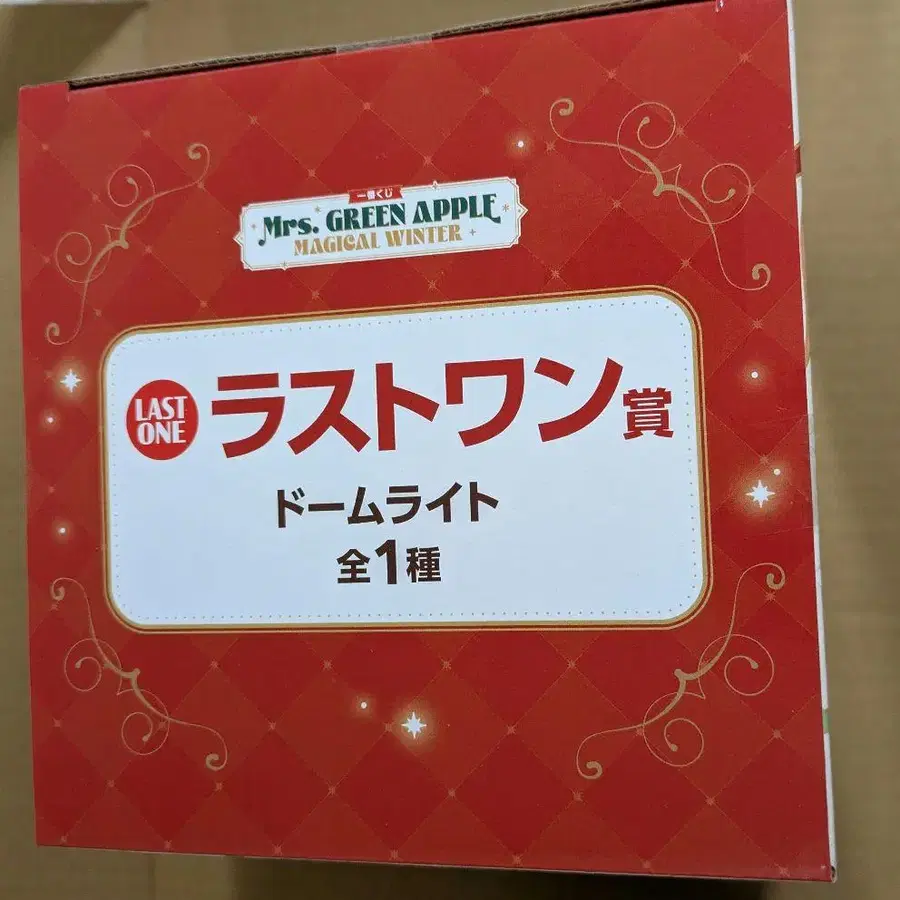 一番くじ
Mrs. GREEN APPLE
MAGICAL WINTER
LAST
ONE
ラストワン賞
ドームライト
全1種